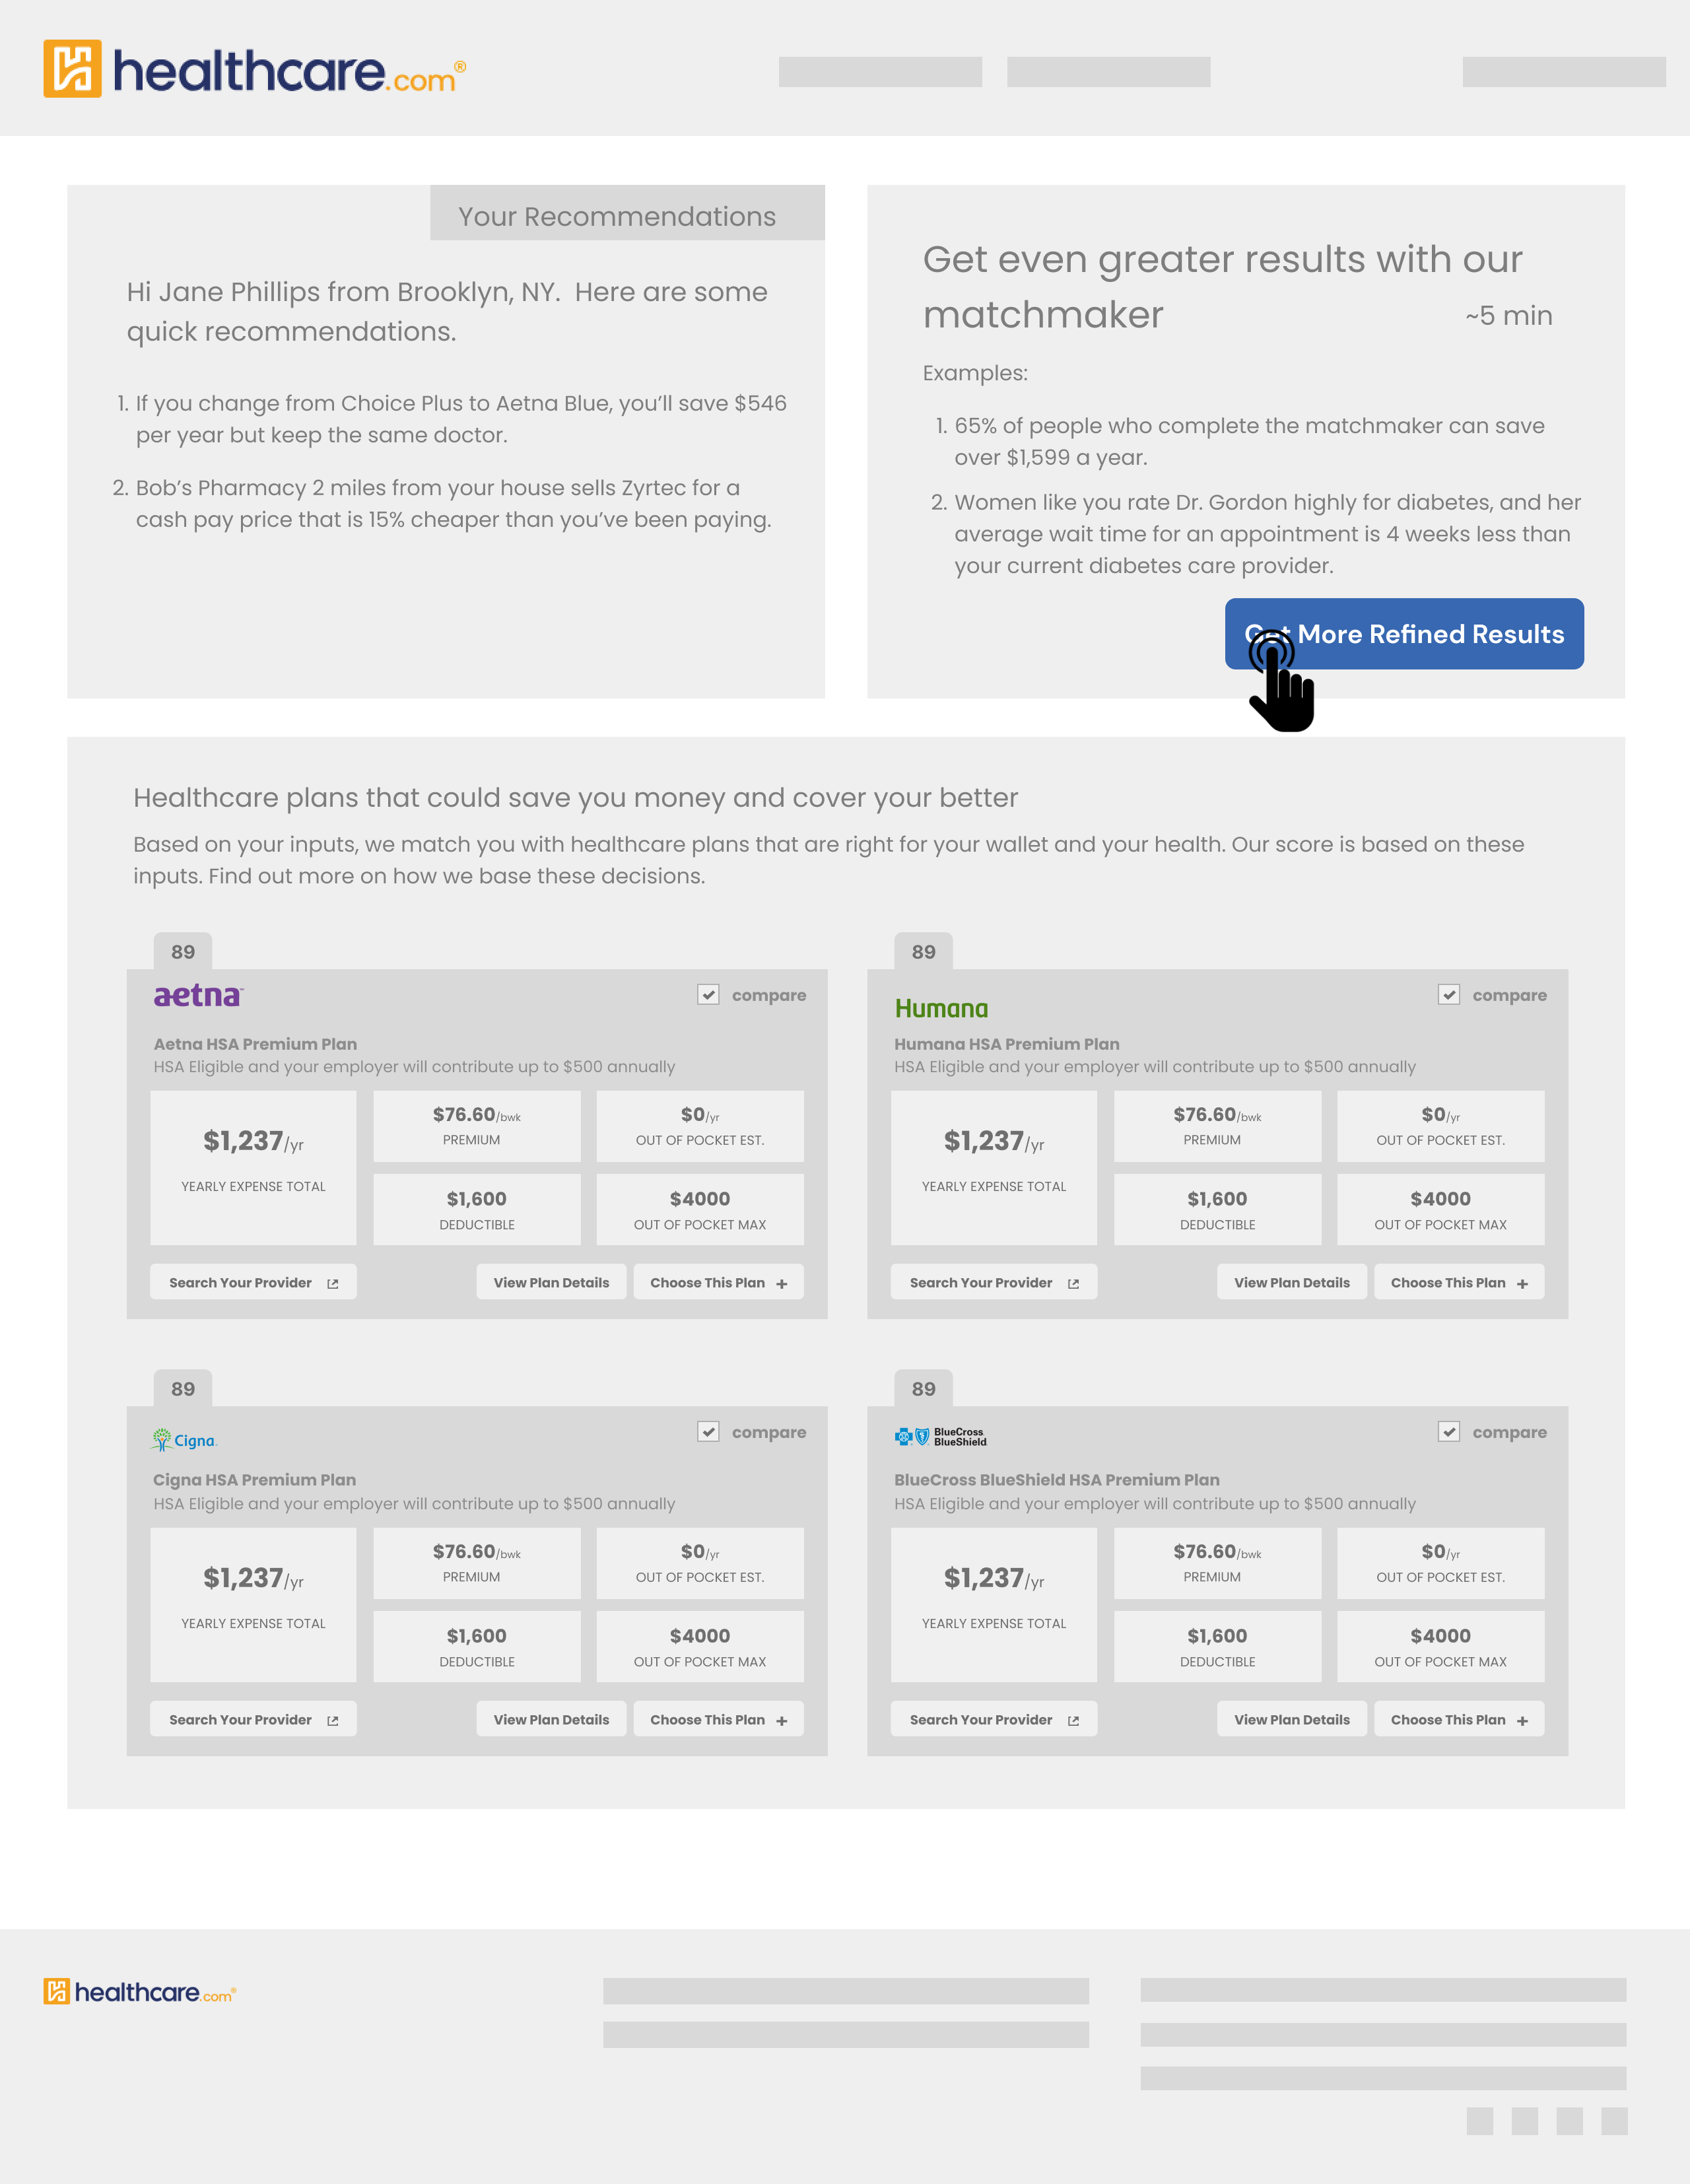 healthcare.com®
Your Recommendations
Hi Jane Phillips from Brooklyn, NY. Here are some
quick recommendations.
1. If you change from Choice Plus to Aetna Blue, you'll save $546
per year but keep the same doctor.
2. Bob's Pharmacy 2 miles from your house sells Zyrtec for a
cash pay price that is 15% cheaper than you've been paying.
Get even greater results with our
matchmaker ~5 min
Examples:
1. 65% of people who complete the matchmaker can save
over $1,599 a year.
2. Women like you rate Dr. Gordon highly for diabetes, and her
average wait time for an appointment is 4 weeks less than
your current diabetes care provider.
Get More Refined Results
Healthcare plans that could save you money and cover your better
Based on your inputs, we match you with healthcare plans that are right for your wallet and your health. Our score is based on these
inputs. Find out more on how we base these decisions.
89
aetna™
compare
Aetna HSA Premium Plan
HSA Eligible and your employer will contribute up to $500 annually
$1,237/yr
YEARLY EXPENSE TOTAL
$76.60/bwk
PREMIUM
$0/yr
OUT OF POCKET EST.
$1,600
DEDUCTIBLE
$4000
OUT OF POCKET MAX
Search Your Provider
View Plan Details
Choose This Plan +
89
Humana
compare
Humana HSA Premium Plan
HSA Eligible and your employer will contribute up to $500 annually
$1,237/yr
YEARLY EXPENSE TOTAL
$76.60/bwk
PREMIUM
$0/yr
OUT OF POCKET EST.
$1,600
DEDUCTIBLE
$4000
OUT OF POCKET MAX
Search Your Provider
View Plan Details
Choose This Plan +
89
Cigna.
compare
Cigna HSA Premium Plan
HSA Eligible and your employer will contribute up to $500 annually
$1,237/yr
YEARLY EXPENSE TOTAL
$76.60/bwk
PREMIUM
$0/yr
OUT OF POCKET EST.
$1,600
DEDUCTIBLE
$4000
OUT OF POCKET MAX
Search Your Provider
View Plan Details
Choose This Plan +
89
BlueCross
BlueShield
compare
BlueCross BlueShield HSA Premium Plan
HSA Eligible and your employer will contribute up to $500 annually
$1,237/yr
YEARLY EXPENSE TOTAL
$76.60/bwk
PREMIUM
$0/yr
OUT OF POCKET EST.
$1,600
DEDUCTIBLE
$4000
OUT OF POCKET MAX
Search Your Provider
View Plan Details
Choose This Plan +
healthcare.com®